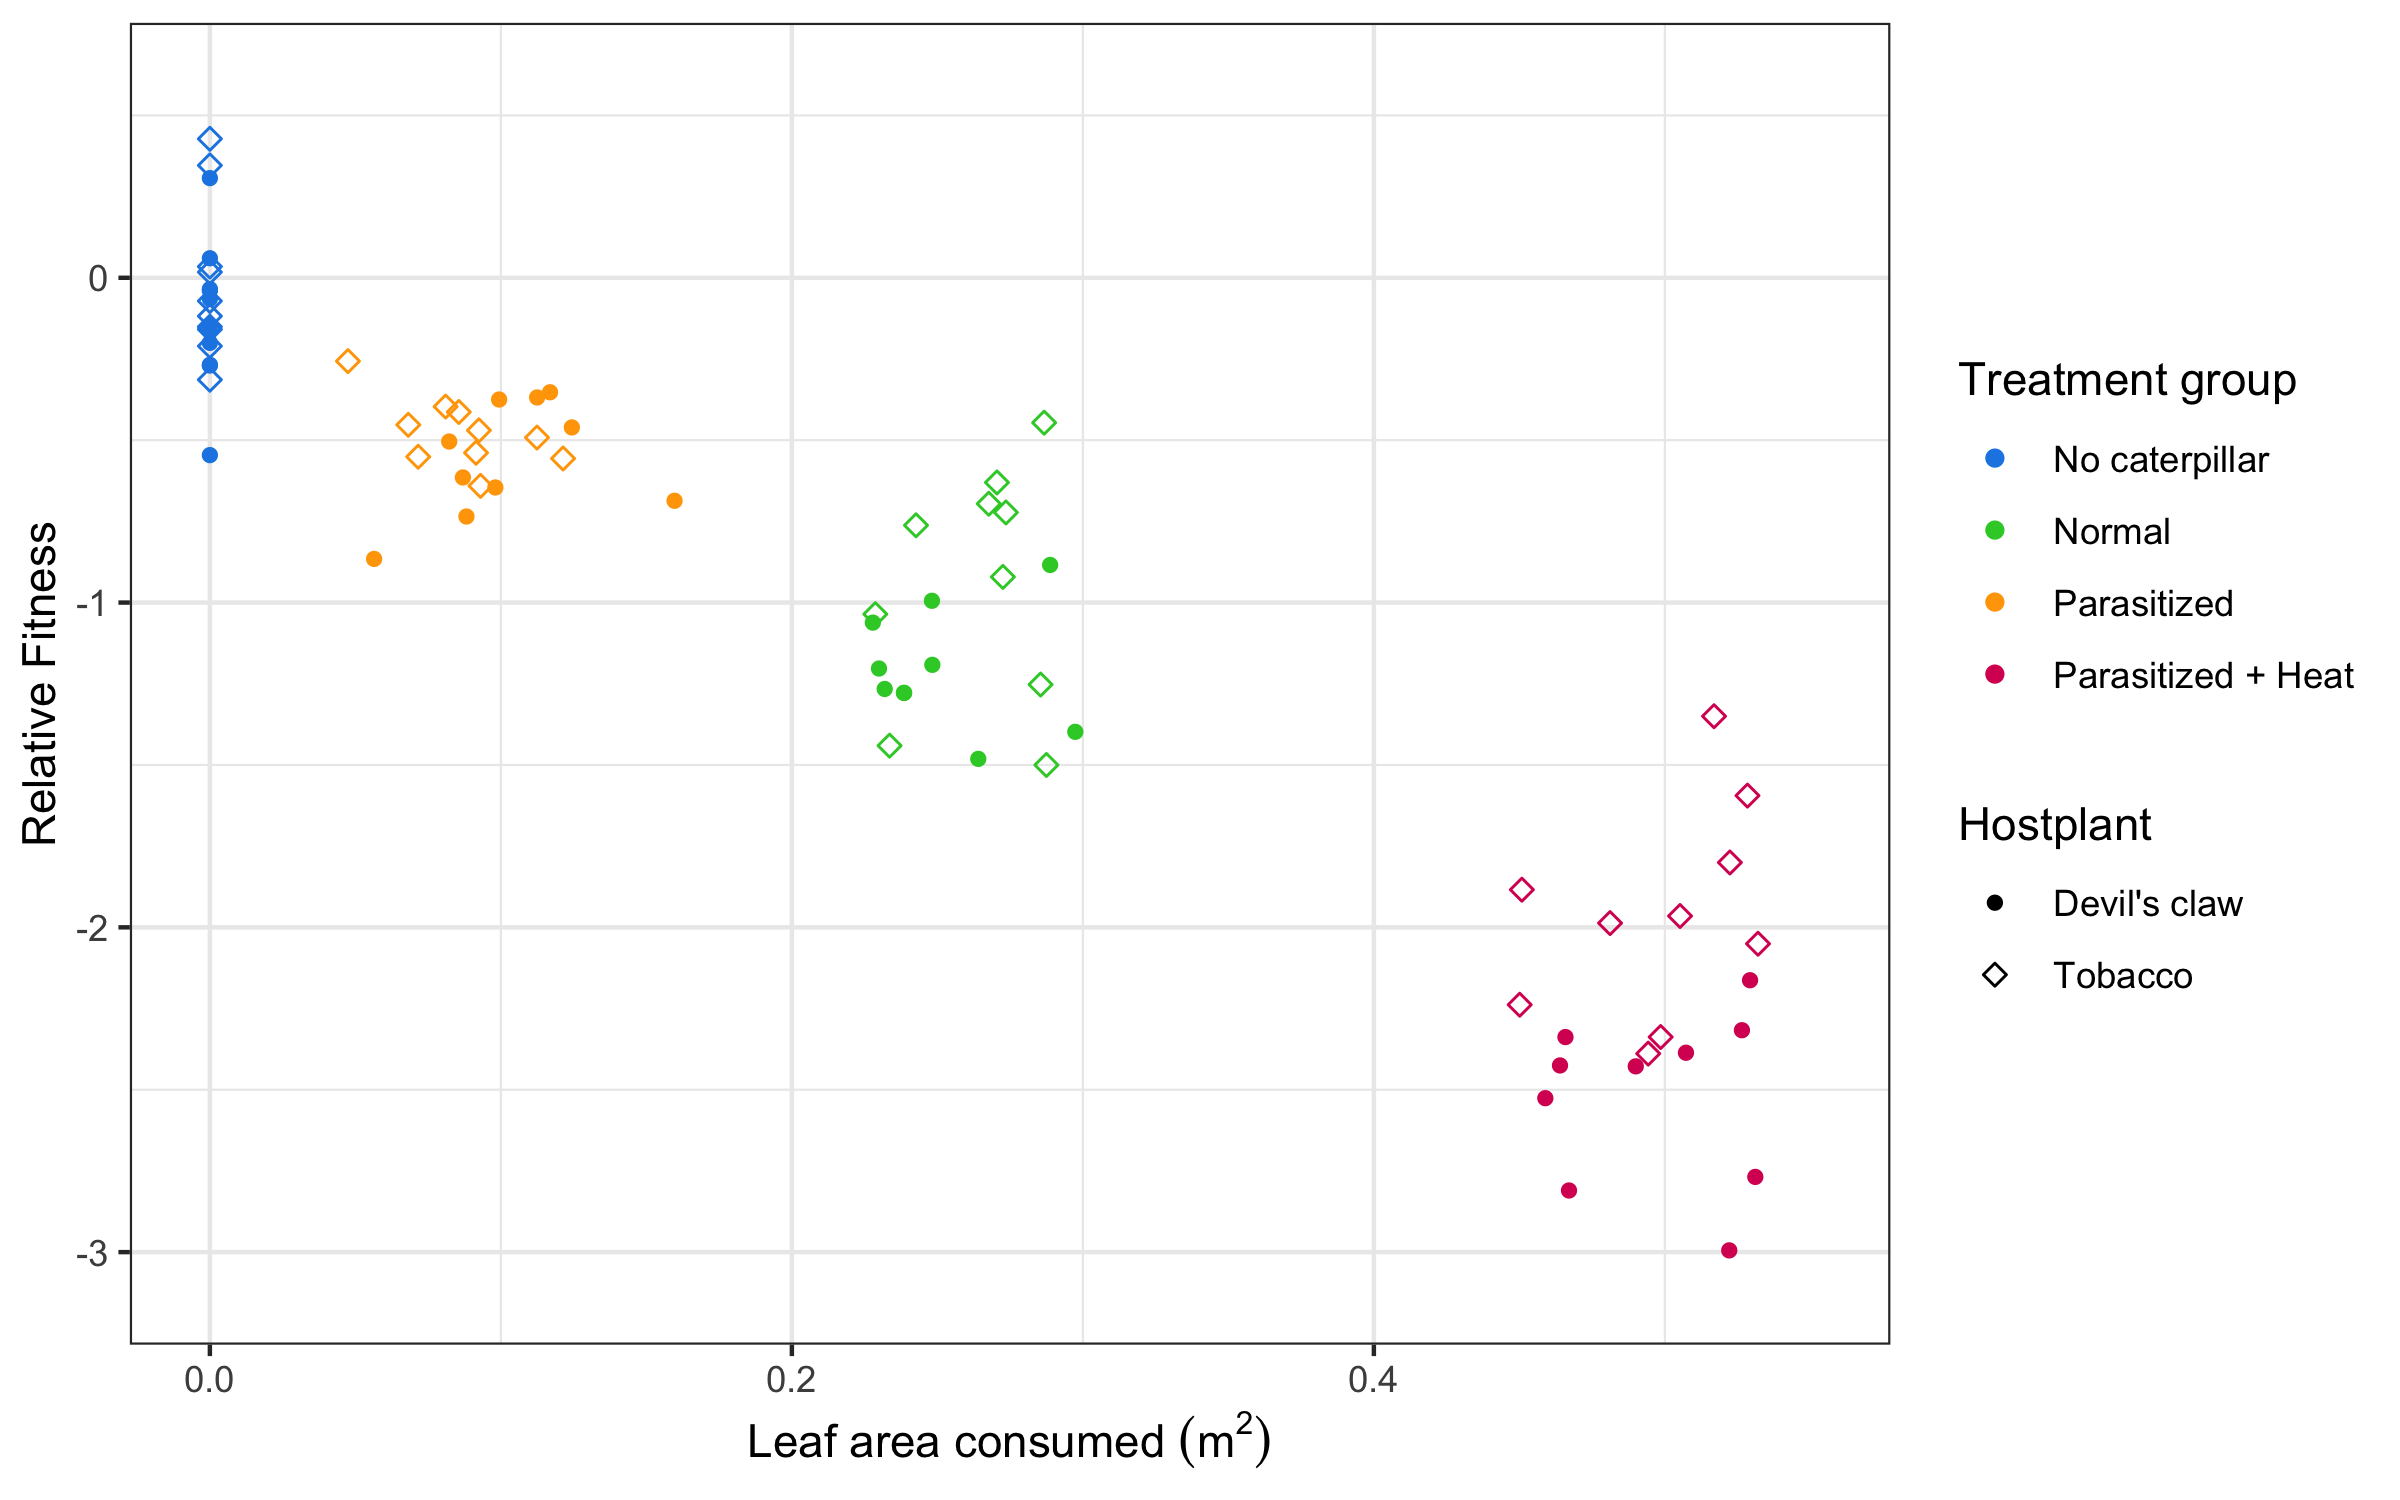 Relative Fitness
0
-1
-2
-3
0.0 0.2 0.4
Leaf area consumed (m²)
Treatment group
No caterpillar
Normal
Parasitized
Parasitized + Heat
Hostplant
Devil's claw
Tobacco